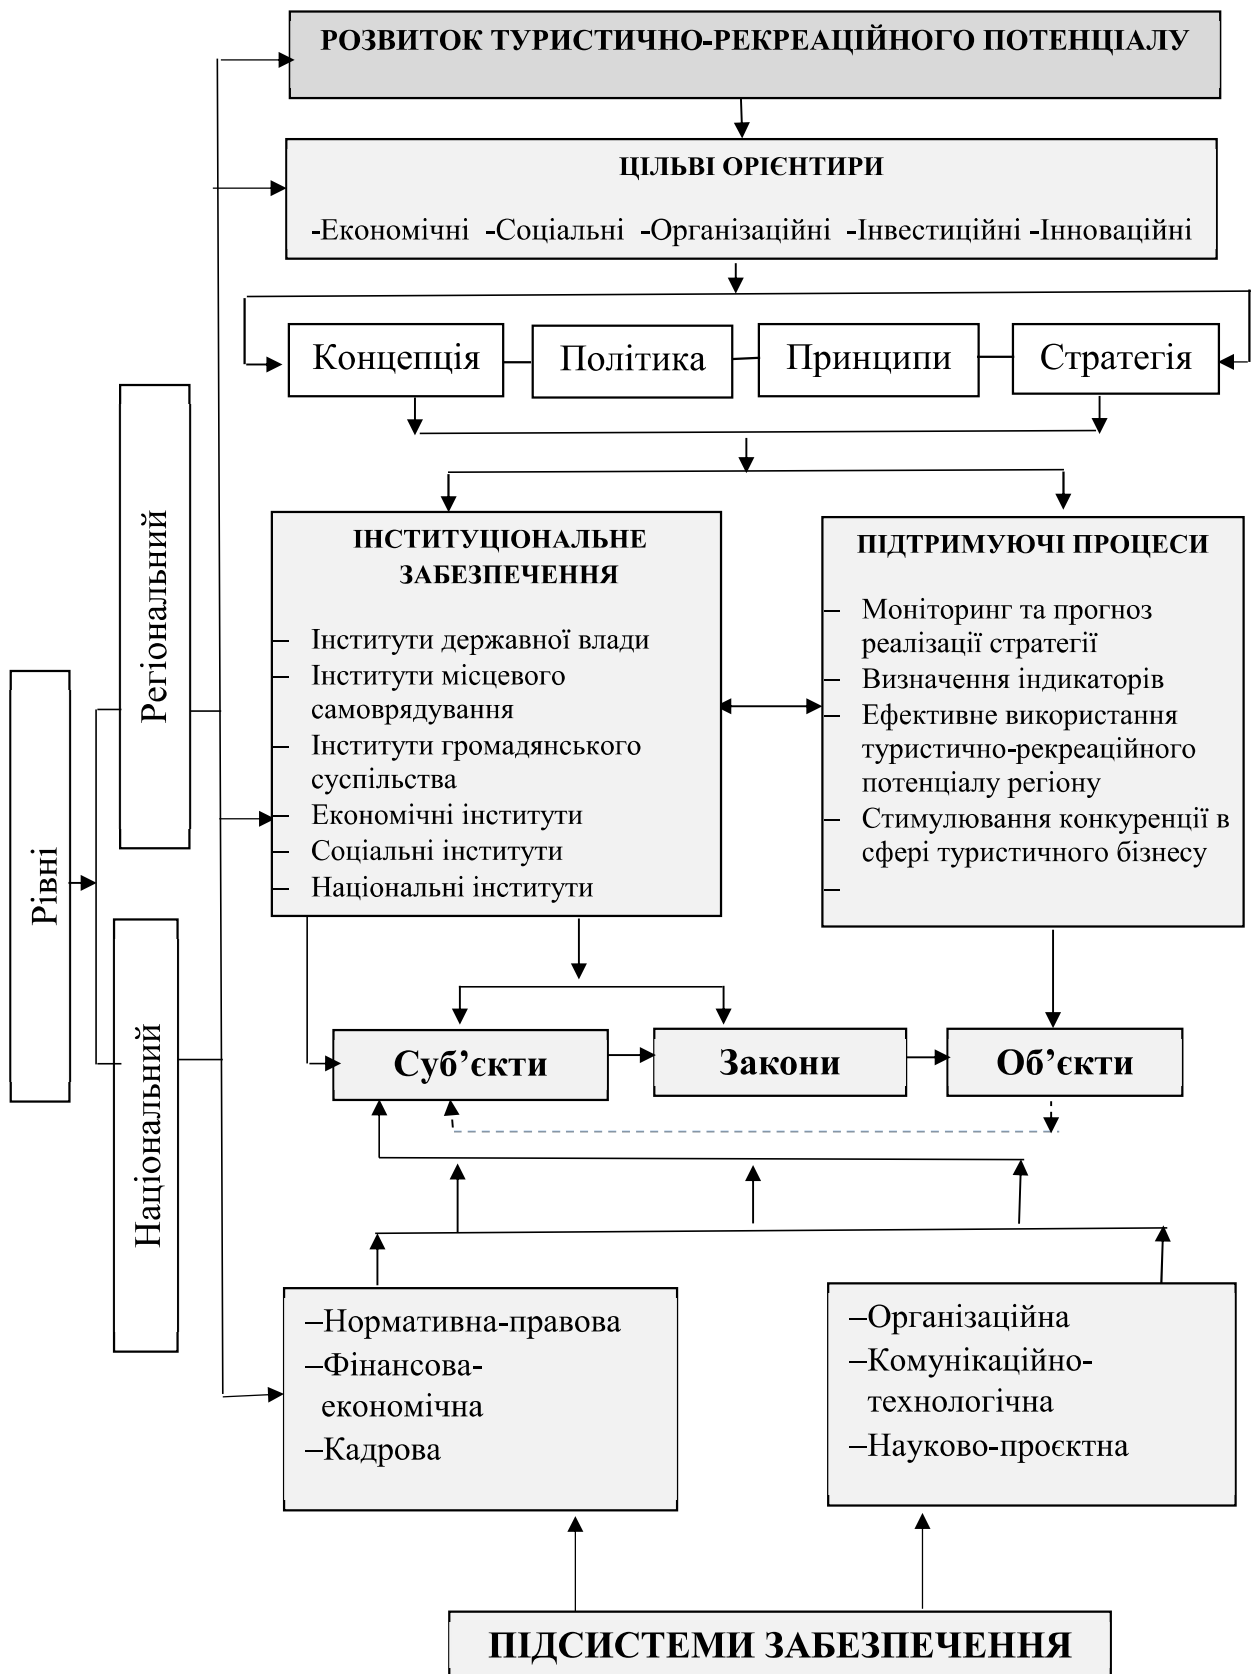 РОЗВИТОК ТУРИСТИЧНО-РЕКРЕАЦІЙНОГО ПОТЕНЦІАЛУ
ЦІЛЬВІ ОРІЄНТИРИ
-Економічні -Соціальні -Організаційні -Інвестиційні -Інноваційні
Концепція
Політика
Принципи
Стратегія
Рівні
Регіональний
Національний
ІНСТИТУЦІОНАЛЬНЕ
ЗАБЕЗПЕЧЕННЯ
– Інститути державної влади
– Інститути місцевого
самоврядування
– Інститути громадянського
суспільства
– Економічні інститути
– Соціальні інститути
– Національні інститути
ПІДТРИМУЮЧІ ПРОЦЕСИ
– Моніторинг та прогноз
реалізації стратегії
– Визначення індикаторів
– Ефективне використання
туристично-рекреаційного
потенціалу регіону
– Стимулювання конкуренції в
сфері туристичного бізнесу
–
Суб’єкти
Закони
Об’єкти
–Нормативна-правова
–Фінансова-
економічна
–Кадрова
–Організаційна
–Комунікаційно-
технологічна
–Науково-проєктна
ПІДСИСТЕМИ ЗАБЕЗПЕЧЕННЯ